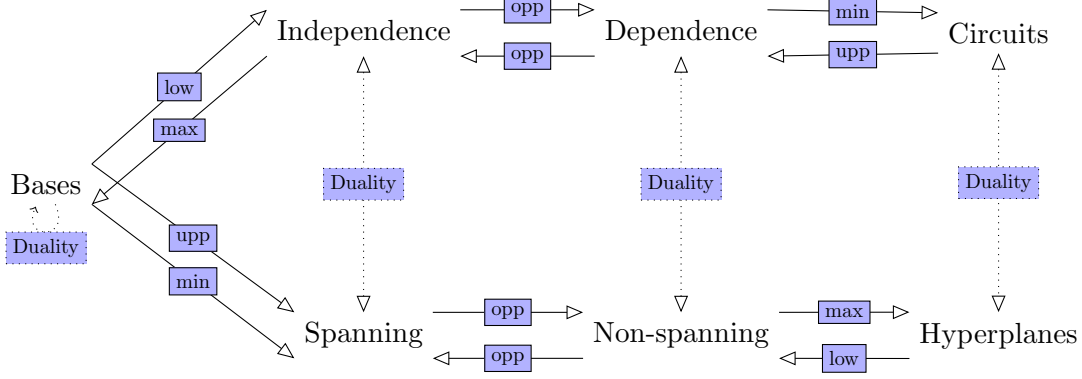 opp
opp
Independence
Dependence
min
upp
Circuits
low
max
Bases
Duality
Duality
Duality
Duality
upp
min
opp
opp
Spanning
Non-spanning
max
low
Hyperplanes